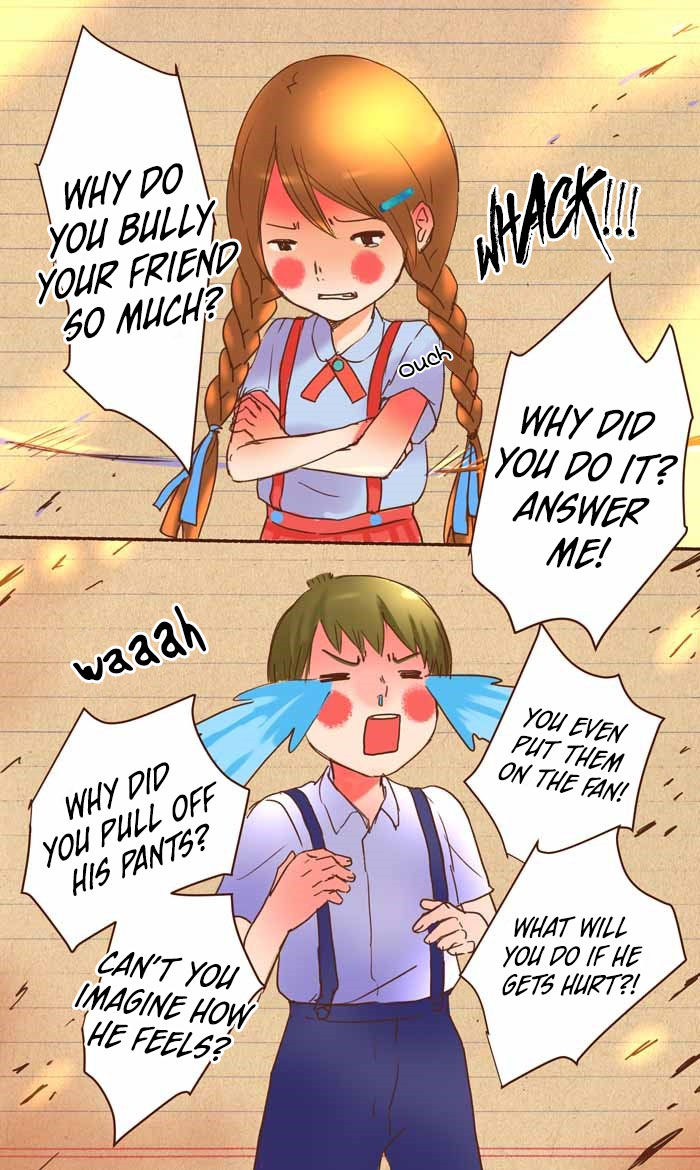 WHY DO
YOU BULLY
YOUR FRIEND
SO MUCH?
WHACK!!!
OUCH
WHY DID
YOU DO IT?
ANSWER
ME!
waaah
YOU EVEN
PUT THEM
ON THE FAN!
WHY DID
YOU PULL OFF
HIS PANTS?
WHAT WILL
YOU DO IF HE
GETS HURT?!
CAN'T YOU
IMAGINE HOW
HE FEELS?